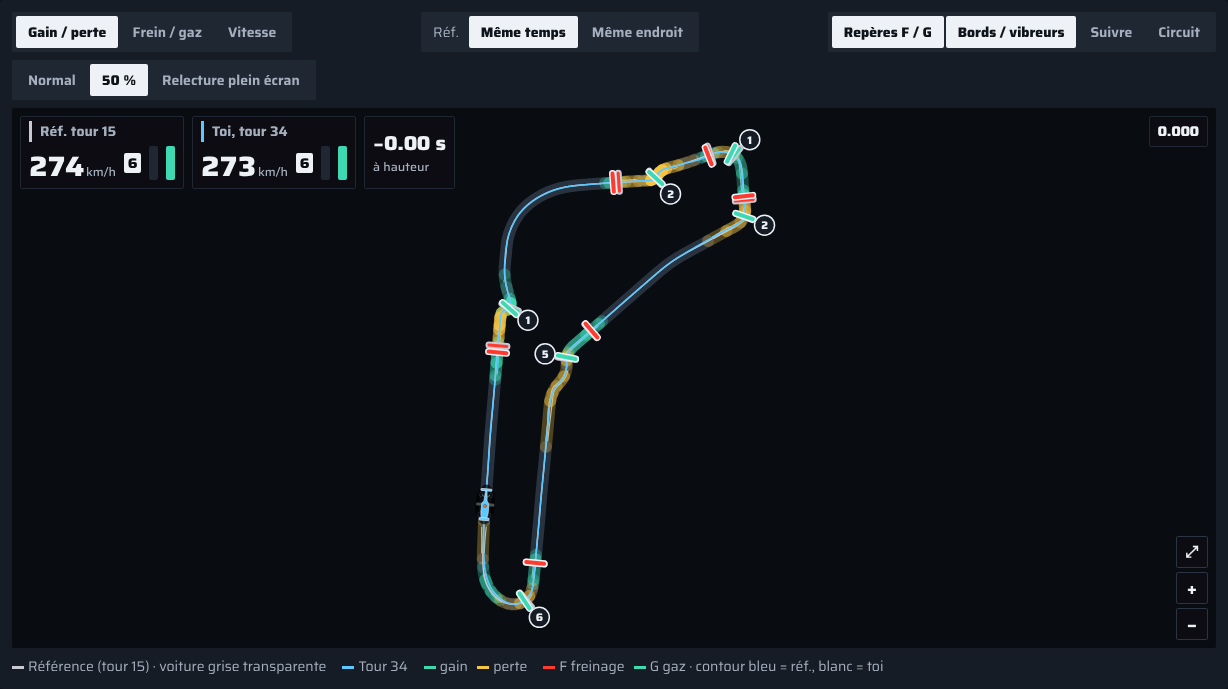 Gain / perte Frein / gaz Vitesse Réf. Même temps Même endroit Repères F / G Bords / vibreurs Suivre Circuit
Normal 50 % Relecture plein écran
Réf. tour 15
274 km/h 6
Toi, tour 34
273 km/h 6
−0.00 s
à hauteur
0.000
1
2
2
1
5
6
+
−
Référence (tour 15) · voiture grise transparente Tour 34 gain perte F freinage G gaz · contour bleu = réf., blanc = toi